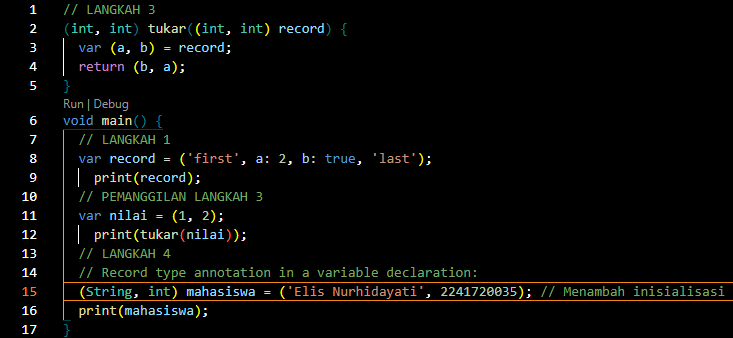 1 // LANGKAH 3
2 (int, int) tukar((int, int) record) {
3 var (a, b) = record;
4 return (b, a);
5 }
Run | Debug
6 void main() {
7 // LANGKAH 1
8 var record = ('first', a: 2, b: true, 'last');
9 print(record);
10 // PEMANGGILAN LANGKAH 3
11 var nilai = (1, 2);
12 print(tukar(nilai));
13 // LANGKAH 4
14 // Record type annotation in a variable declaration:
15 (String, int) mahasiswa = ('Elis Nurhidayati', 2241720035); // Menambah inisialisasi
16 print(mahasiswa);
17 }